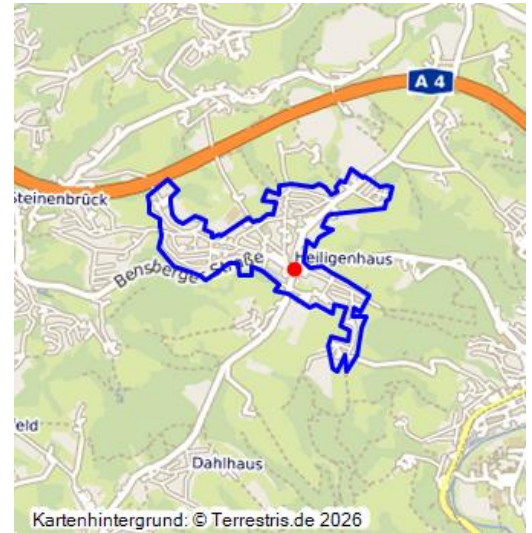 A 4
Steinenbrück
Heiligenhaus
Bensberger Straße
feld
Dahlhaus
Kartenhintergrund: © Terrestris.de 2026